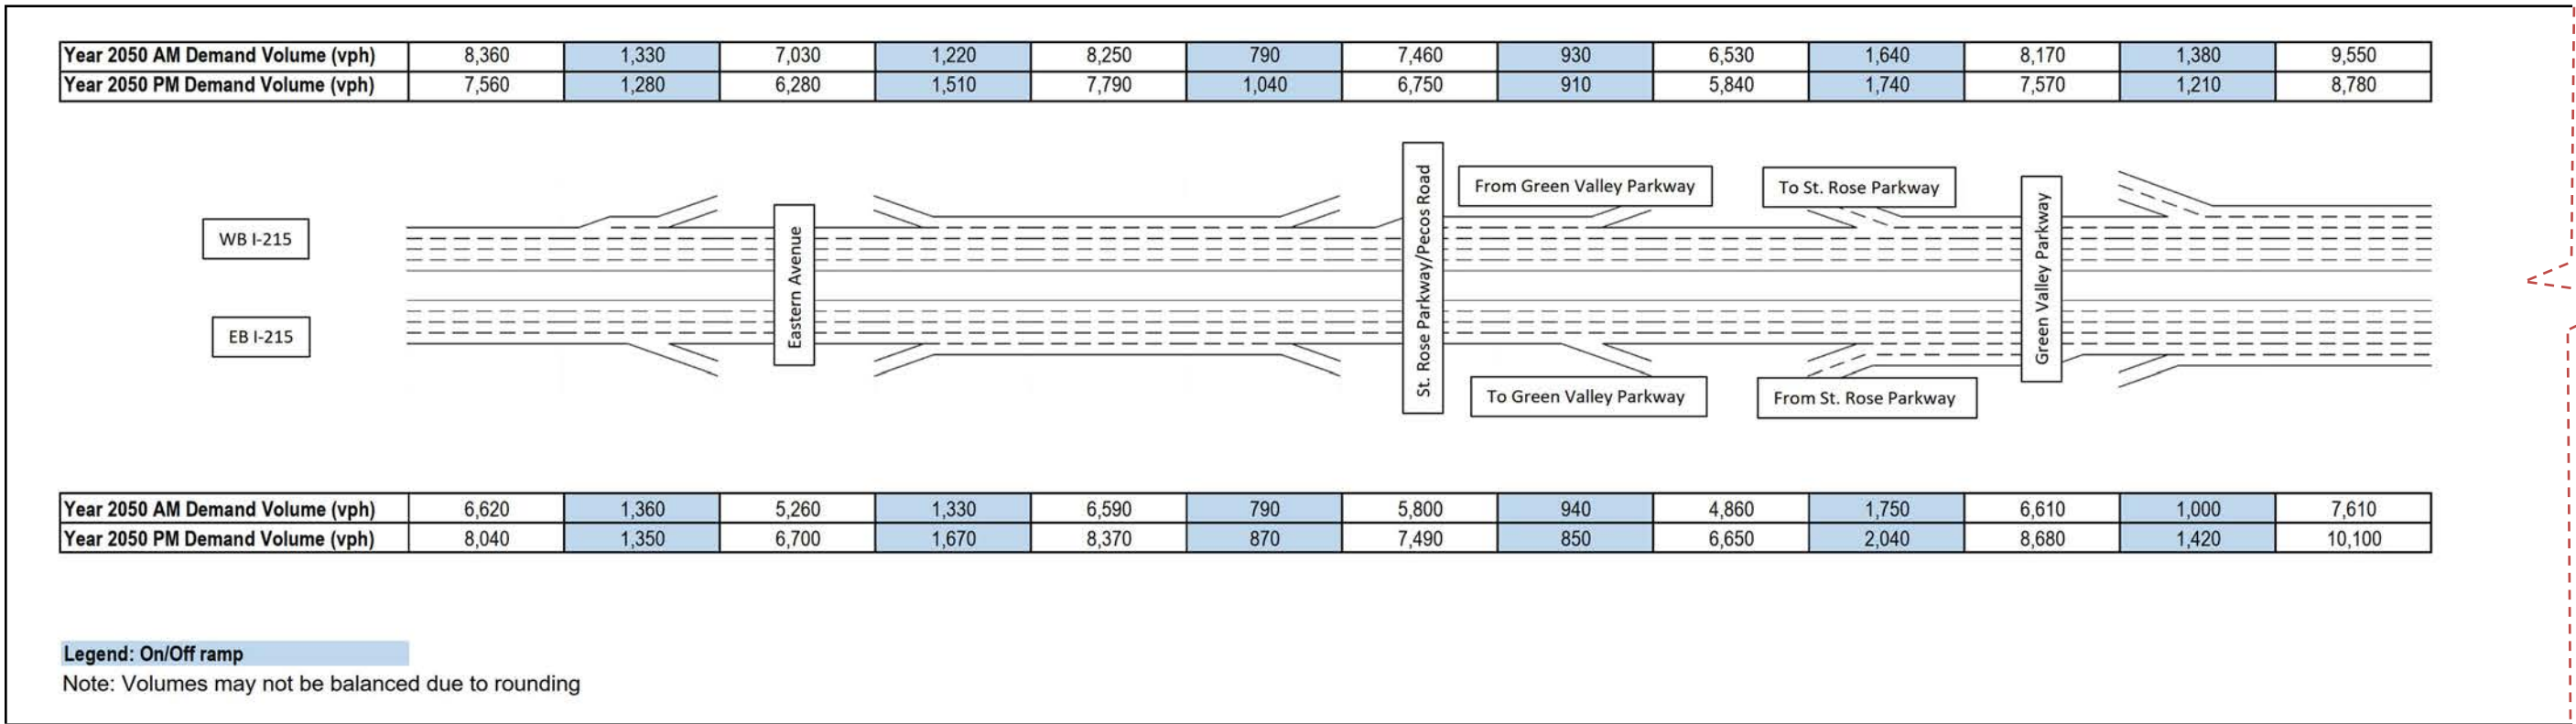 Year 2050 AM Demand Volume (vph) 8,360 1,330 7,030 1,220 8,250 790 7,460 930 6,530 1,640 8,170 1,380 9,550
Year 2050 PM Demand Volume (vph) 7,560 1,280 6,280 1,510 7,790 1,040 6,750 910 5,840 1,740 7,570 1,210 8,780
From Green Valley Parkway
To St. Rose Parkway
WB I-215
Eastern Avenue
St. Rose Parkway/Pecos Road
Green Valley Parkway
EB I-215
To Green Valley Parkway
From St. Rose Parkway
Year 2050 AM Demand Volume (vph) 6,620 1,360 5,260 1,330 6,590 790 5,800 940 4,860 1,750 6,610 1,000 7,610
Year 2050 PM Demand Volume (vph) 8,040 1,350 6,700 1,670 8,370 870 7,490 850 6,650 2,040 8,680 1,420 10,100
Legend: On/Off ramp
Note: Volumes may not be balanced due to rounding